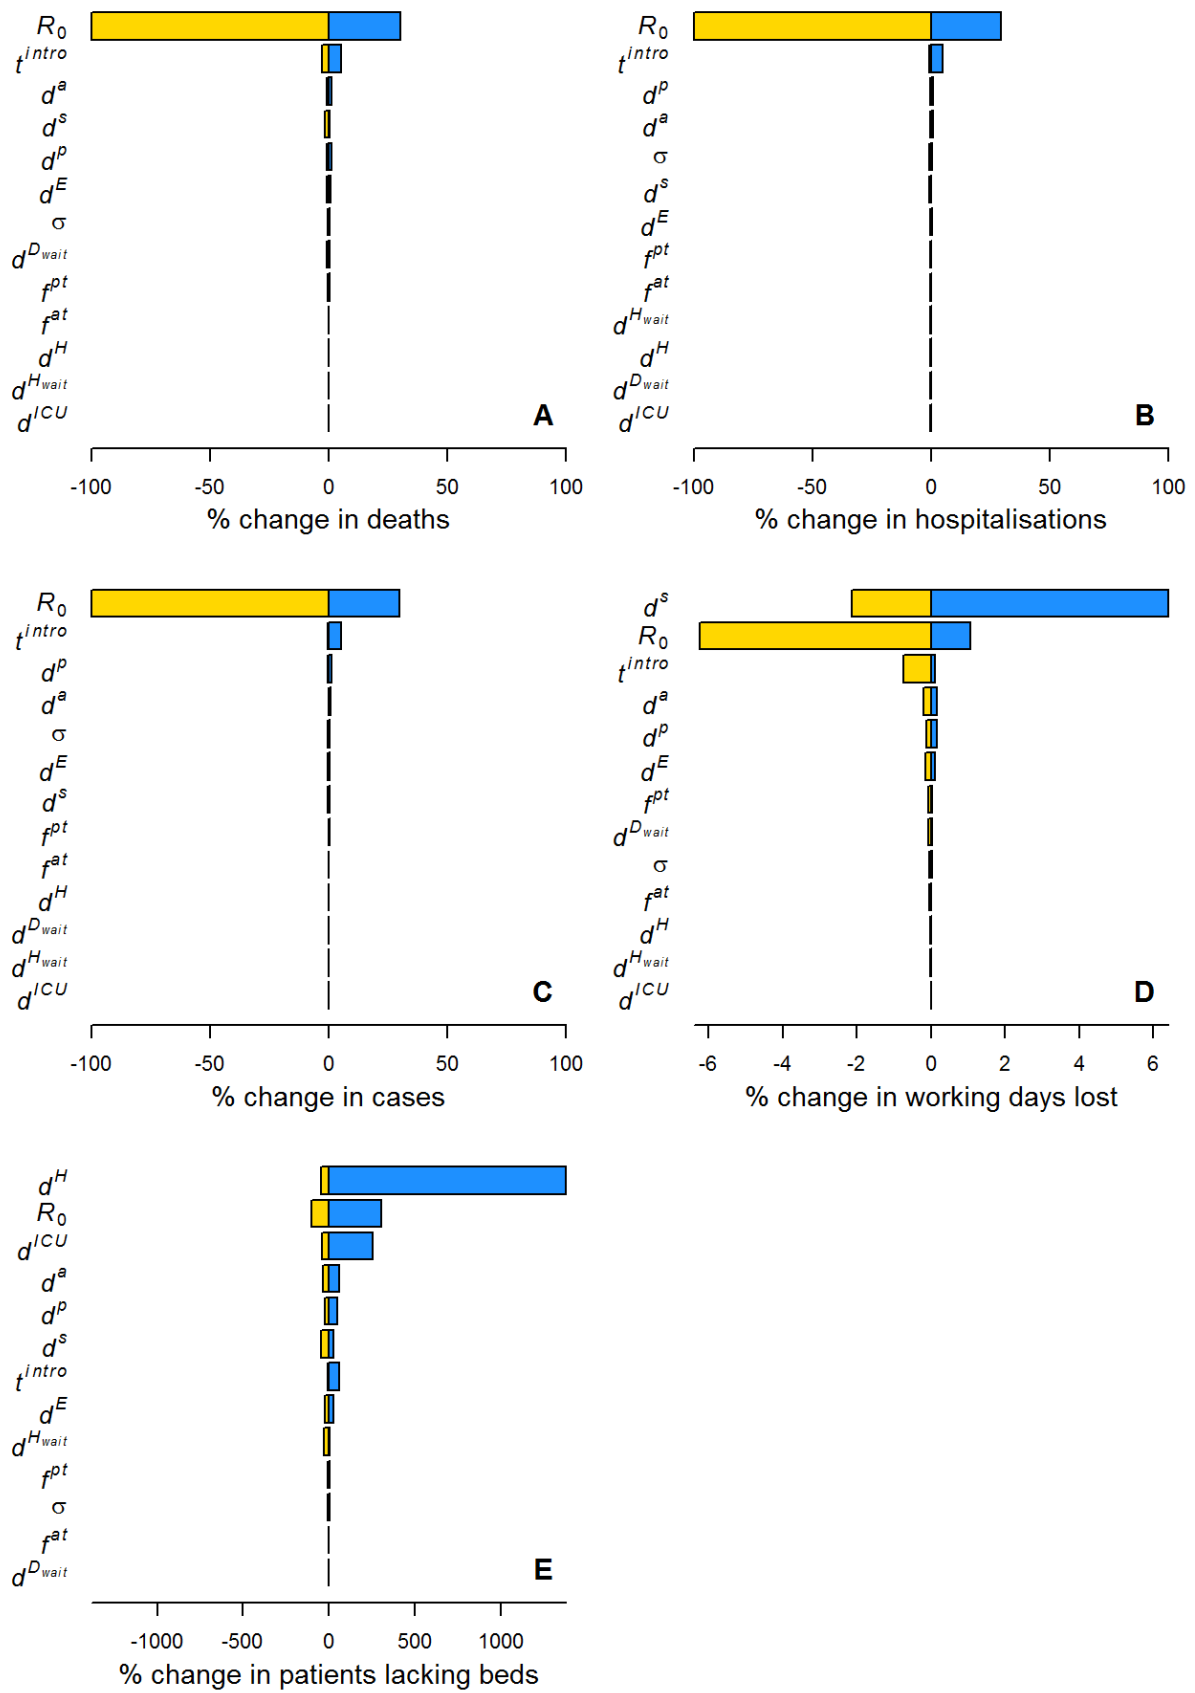 R0
t^intro
d^a
d^s
d^p
d^E
σ
d^Dwait
f^pt
f^at
d^H
d^Hwait
d^ICU
A
-100 -50 0 50 100
% change in deaths
R0
t^intro
d^p
d^a
σ
d^s
d^E
f^pt
f^at
d^Hwait
d^H
d^Dwait
d^ICU
B
-100 -50 0 50 100
% change in hospitalisations
R0
t^intro
d^p
d^a
σ
d^E
d^s
f^pt
f^at
d^H
d^Dwait
d^Hwait
d^ICU
C
-100 -50 0 50 100
% change in cases
d^s
R0
t^intro
d^a
d^p
d^E
f^pt
d^Dwait
σ
f^at
d^H
d^Hwait
d^ICU
D
-6 -4 -2 0 2 4 6
% change in working days lost
d^H
R0
d^ICU
d^a
d^p
d^s
t^intro
d^E
d^Hwait
f^pt
σ
f^at
d^Dwait
E
-1000 -500 0 500 1000
% change in patients lacking beds